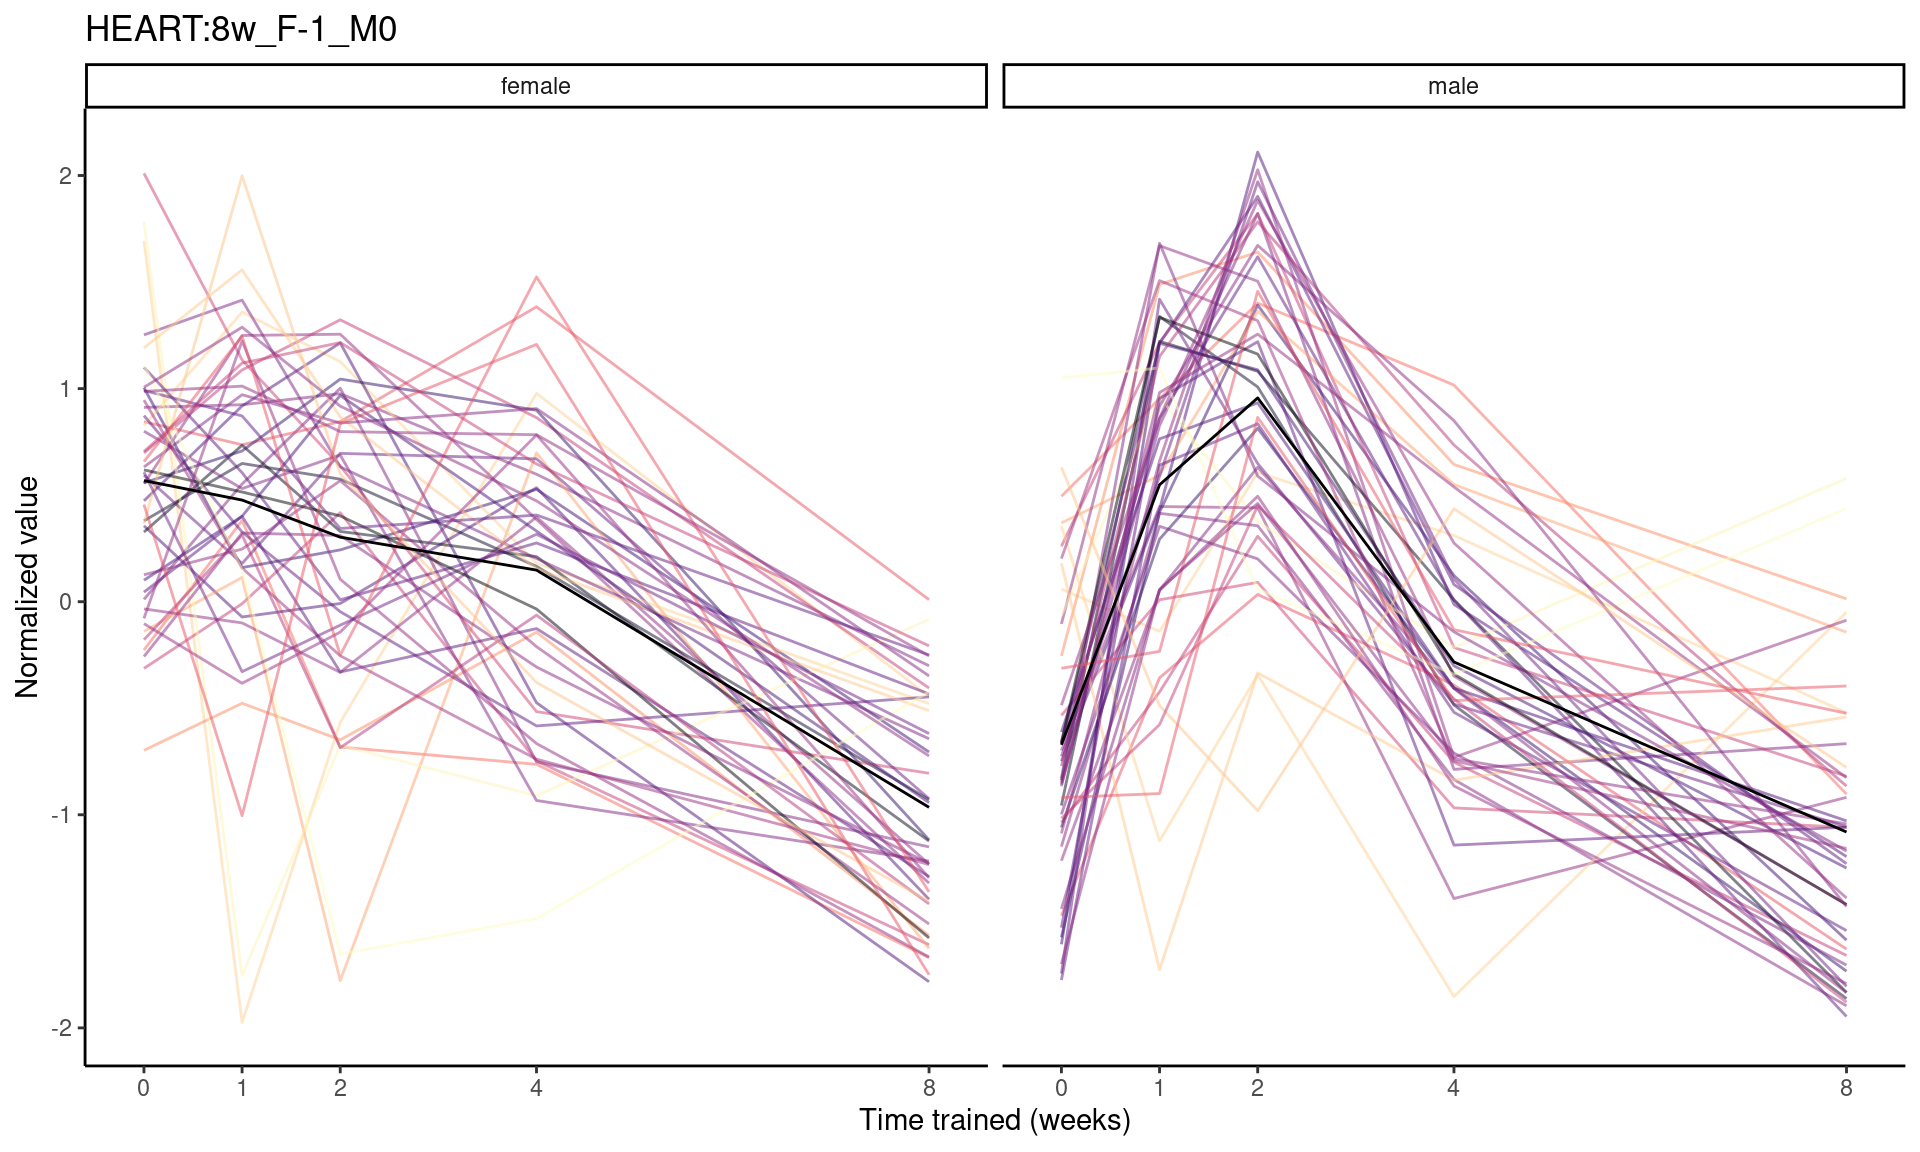 HEART:8w_F-1_M0
female
male
Normalized value
2
1
0
-1
-2
0 1 2 4 8
0 1 2 4 8
Time trained (weeks)